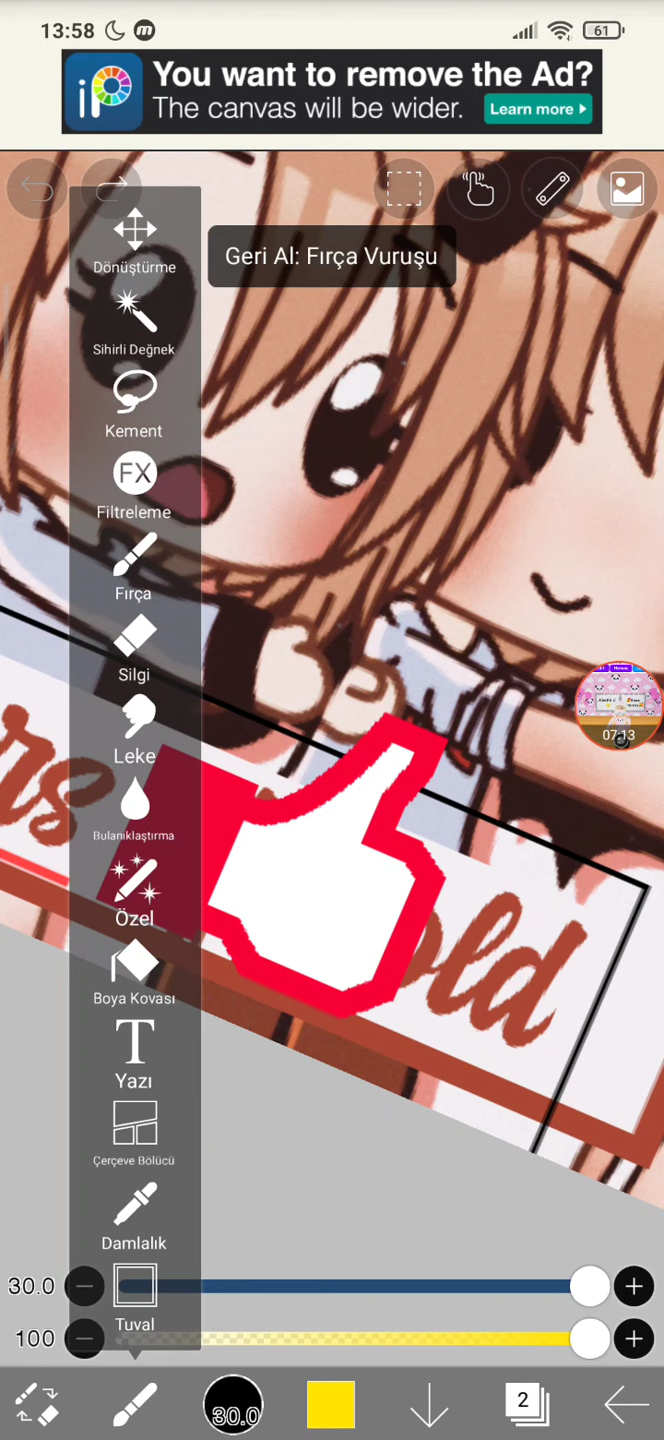 13:58
61
iP
You want to remove the Ad?
The canvas will be wider.
Learn more
Geri Al: Fırça Vuruşu
Dönüştürme
Sihirli Değnek
Kement
FX
Filtreleme
Fırça
Silgi
Leke
07:13
rs
Bulanıklaştırma
Özel
old
Boya Kovası
T
Yazı
Çerçeve Bölücü
Damlalık
30.0
Tuval
100
30.0
2